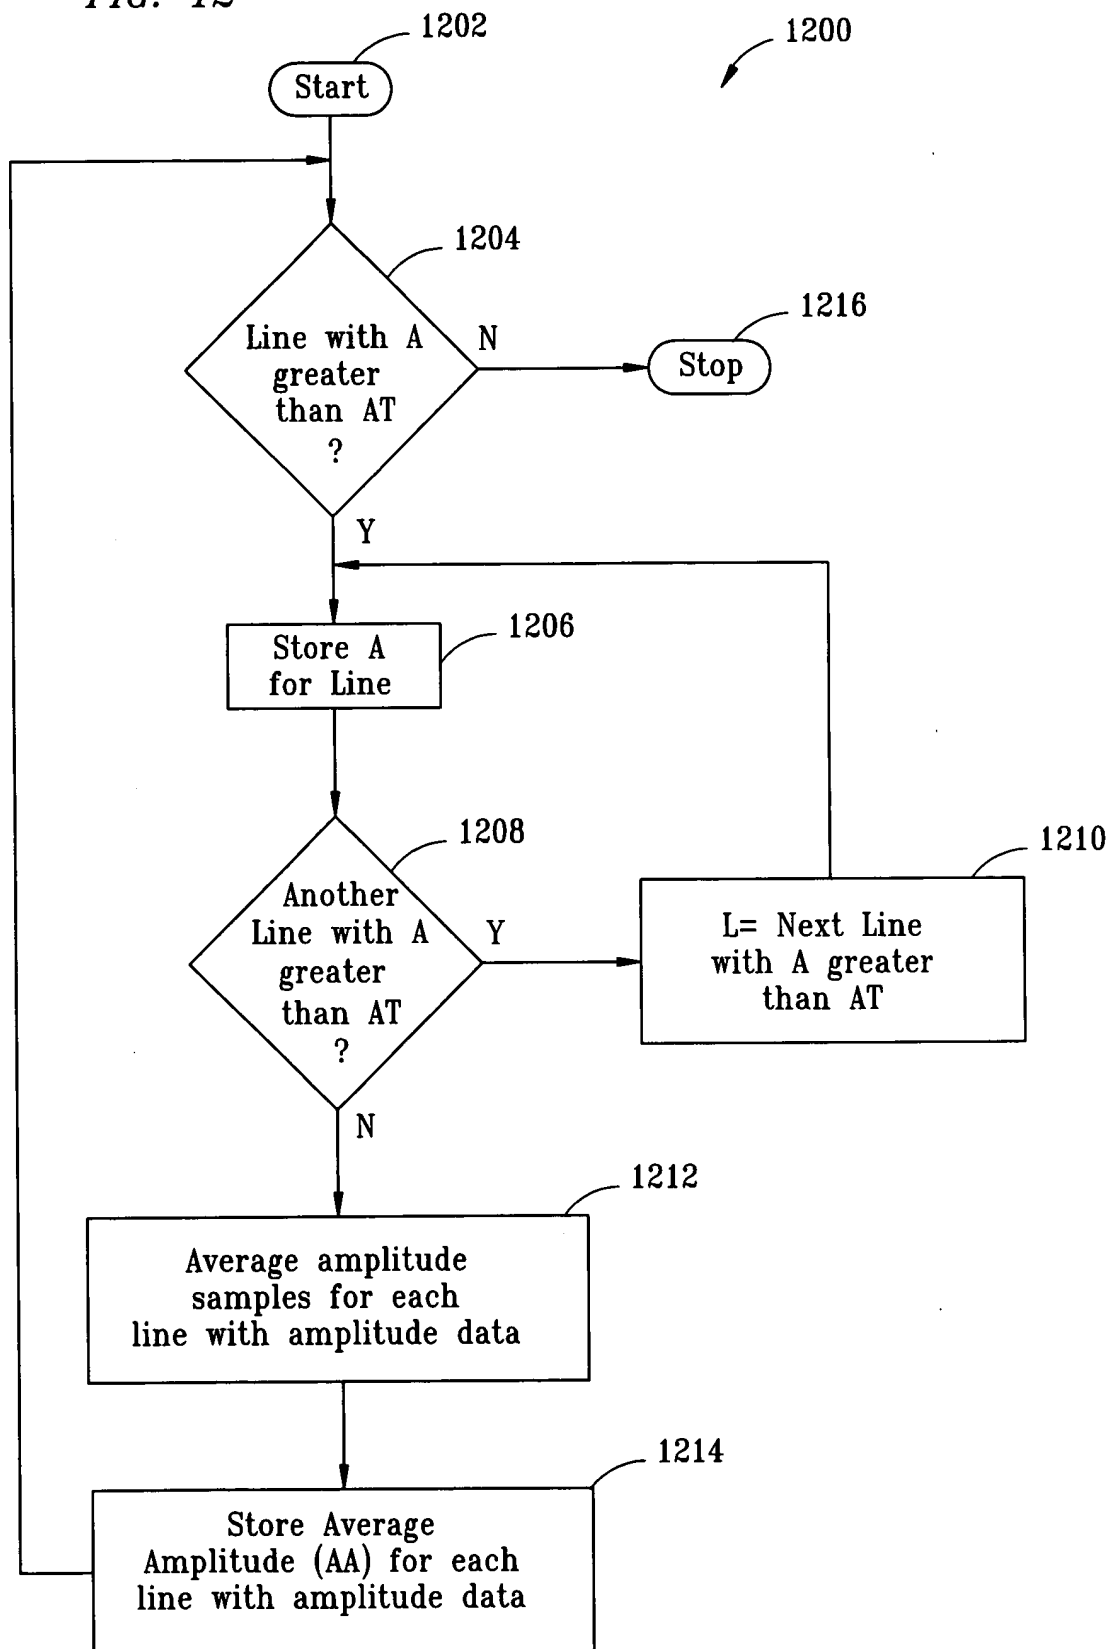 FIG. 12
1202
1200
Start
1204
Line with A
greater
than AT
?
N
1216
Stop
Y
1206
Store A
for Line
1208
Another
Line with A
greater
than AT
?
Y
1210
L= Next Line
with A greater
than AT
N
1212
Average amplitude
samples for each
line with amplitude data
1214
Store Average
Amplitude (AA) for each
line with amplitude data